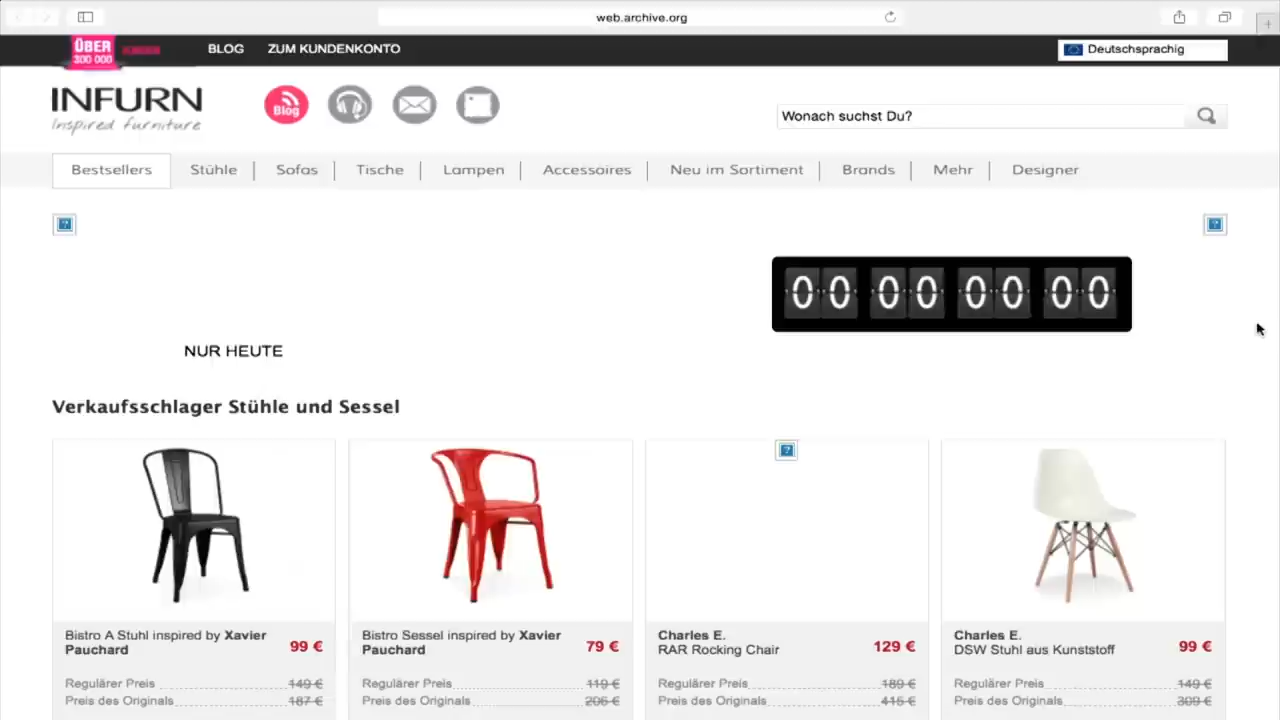 web.archive.org
ÜBER
300 000
BLOG
ZUM KUNDENKONTO
Deutschsprachig
INFURN
Inspired furniture
Blog
Wonach suchst Du?
Bestsellers
Stühle
Sofas
Tische
Lampen
Accessoires
Neu im Sortiment
Brands
Mehr
Designer
00 00 00 00
NUR HEUTE
Verkaufsschlager Stühle und Sessel
Bistro A Stuhl inspired by Xavier
Pauchard
99 €
Regulärer Preis 149 €
Preis des Originals 187 €
Bistro Sessel inspired by Xavier
Pauchard
79 €
Regulärer Preis 119 €
Preis des Originals 206 €
Charles E.
RAR Rocking Chair
129 €
Regulärer Preis 189 €
Preis des Originals 415 €
Charles E.
DSW Stuhl aus Kunststoff
99 €
Regulärer Preis 149 €
Preis des Originals 309 €